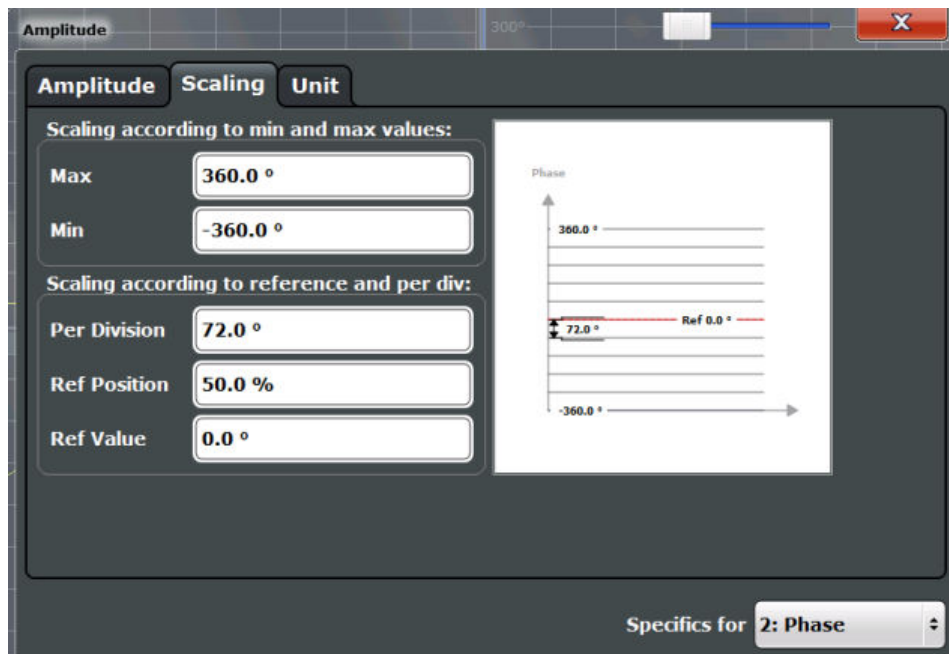 Amplitude
300°
X
Amplitude Scaling Unit
Scaling according to min and max values:
Max 360.0 °
Min -360.0 °
Scaling according to reference and per div:
Per Division 72.0 °
Ref Position 50.0 %
Ref Value 0.0 °
Phase
360.0 °
Ref 0.0 °
72.0 °
-360.0 °
Specifics for 2: Phase